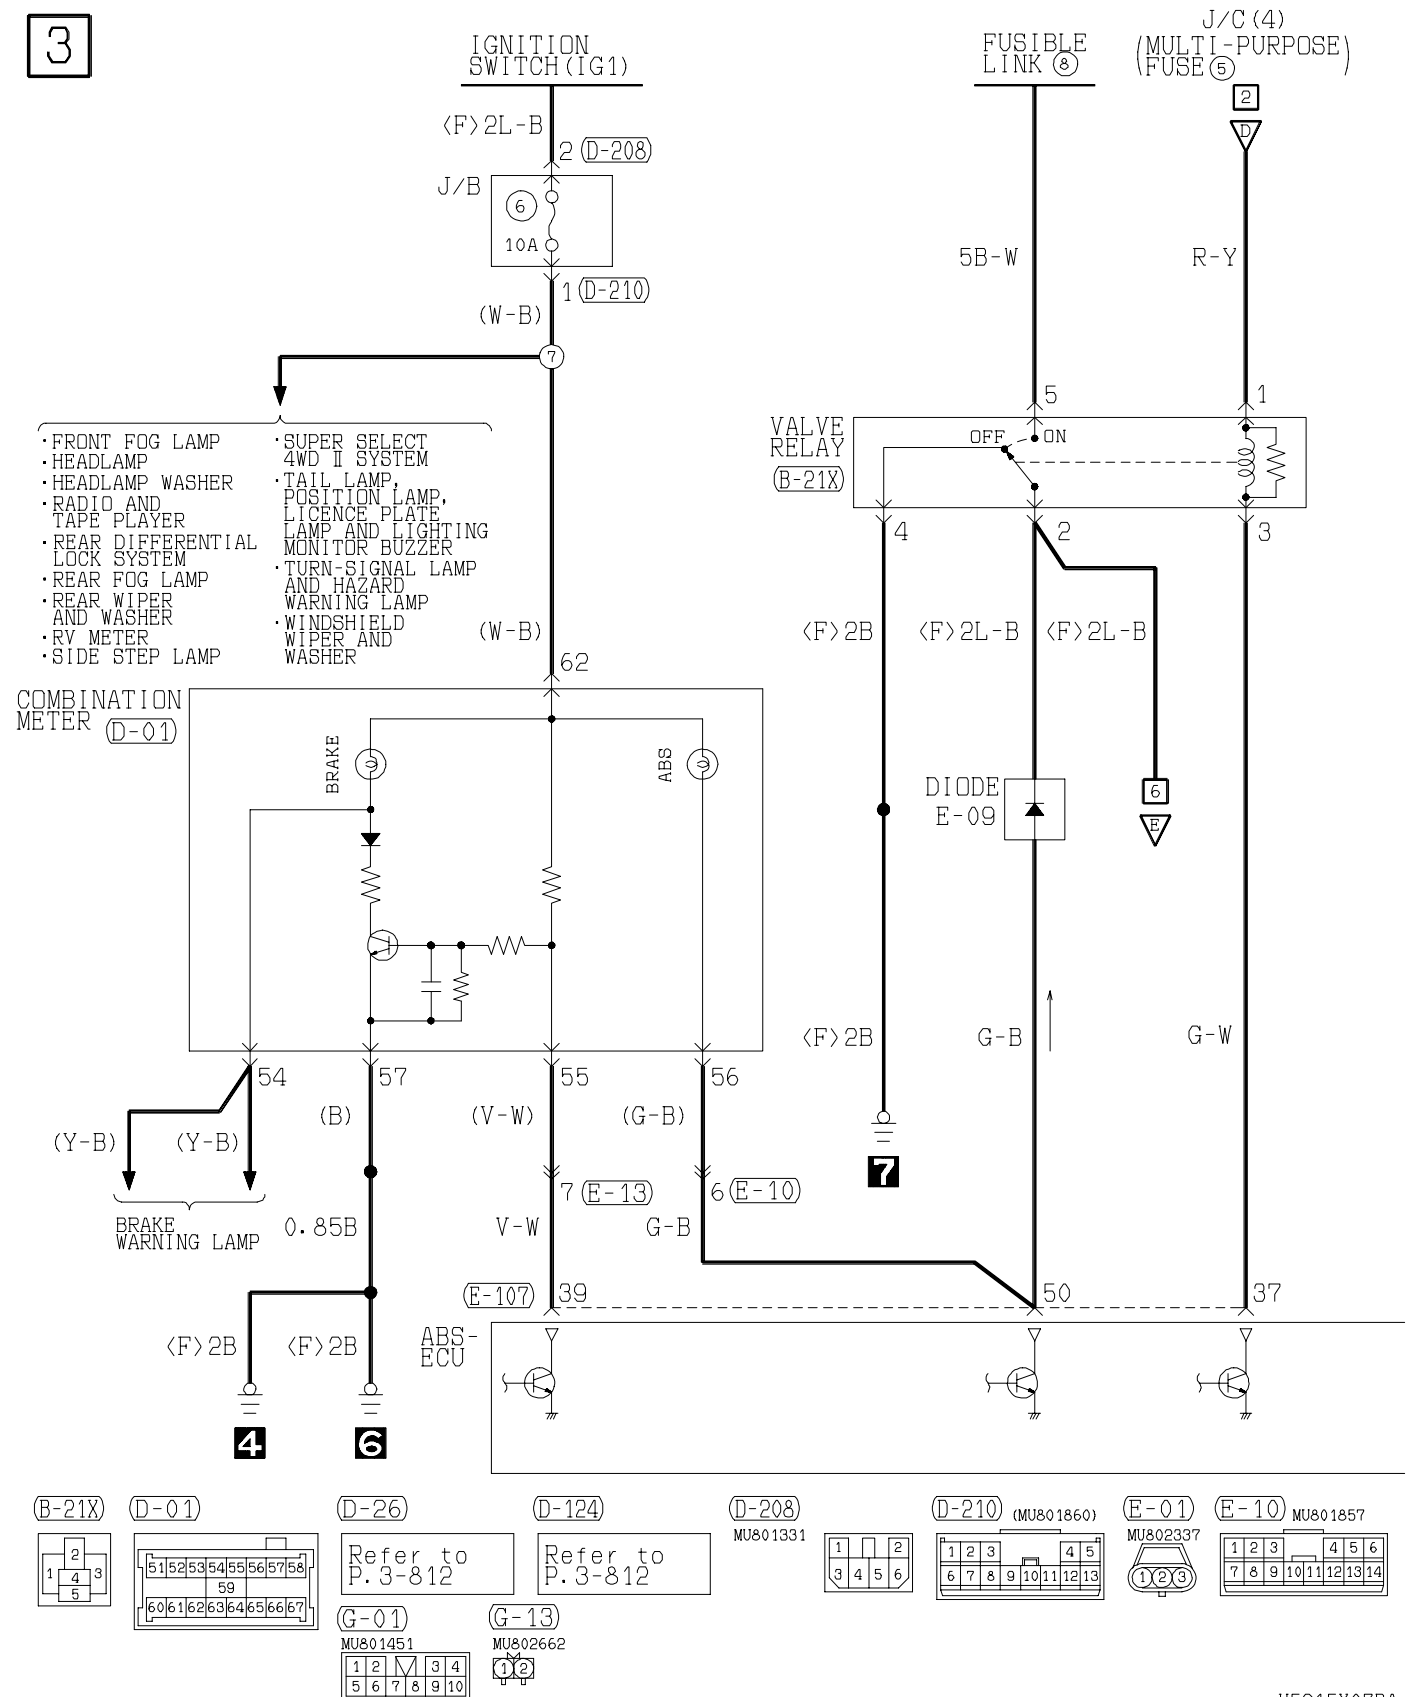 3
IGNITION
SWITCH(IG1)
FUSIBLE
LINK ⑧
J/C(4)
(MULTI-PURPOSE)
FUSE⑤
2
D
<F>2L-B
2 (D-208)
J/B
6
10A
1 (D-210)
5B-W
R-Y
(W-B)
7
5
1
VALVE
RELAY
(B-21X)
OFF
ON
4
2
3
·FRONT FOG LAMP
·HEADLAMP
·HEADLAMP WASHER
·RADIO AND
TAPE PLAYER
·REAR DIFFERENTIAL
LOCK SYSTEM
·REAR FOG LAMP
·REAR WIPER
AND WASHER
·RV METER
·SIDE STEP LAMP
·SUPER SELECT
4WD Ⅱ SYSTEM
·TAIL LAMP,
POSITION LAMP,
LICENCE PLATE
LAMP AND LIGHTING
MONITOR BUZZER
·TURN-SIGNAL LAMP
AND HAZARD
WARNING LAMP
·WINDSHIELD
WIPER AND
WASHER
(W-B)
<F>2B
<F>2L-B
<F>2L-B
62
COMBINATION
METER (D-01)
BRAKE
ABS
DIODE
E-09
6
E
<F>2B
G-B
G-W
54
57
55
56
(Y-B)
(Y-B)
(B)
(V-W)
(G-B)
7
7 (E-13)
6 (E-10)
BRAKE
WARNING LAMP
0.85B
V-W
G-B
(E-107)
39
50
37
<F>2B
<F>2B
ABS-
ECU
4
6
(B-21X)
2
1
4
3
5
(D-01)
51 52 53 54 55 56 57 58
59
60 61 62 63 64 65 66 67
(D-26)
Refer to
P.3-812
(D-124)
Refer to
P.3-812
(D-208)
MU801331
1 2
3 4 5 6
(D-210) (MU801860)
1 2 3 4 5
6 7 8 9 10 11 12 13
(E-01)
MU802337
1 2 3
(E-10) MU801857
1 2 3 4 5 6
7 8 9 10 11 12 13 14
(G-01)
MU801451
1 2 3 4
5 6 7 8 9 10
(G-13)
MU802662
1 2